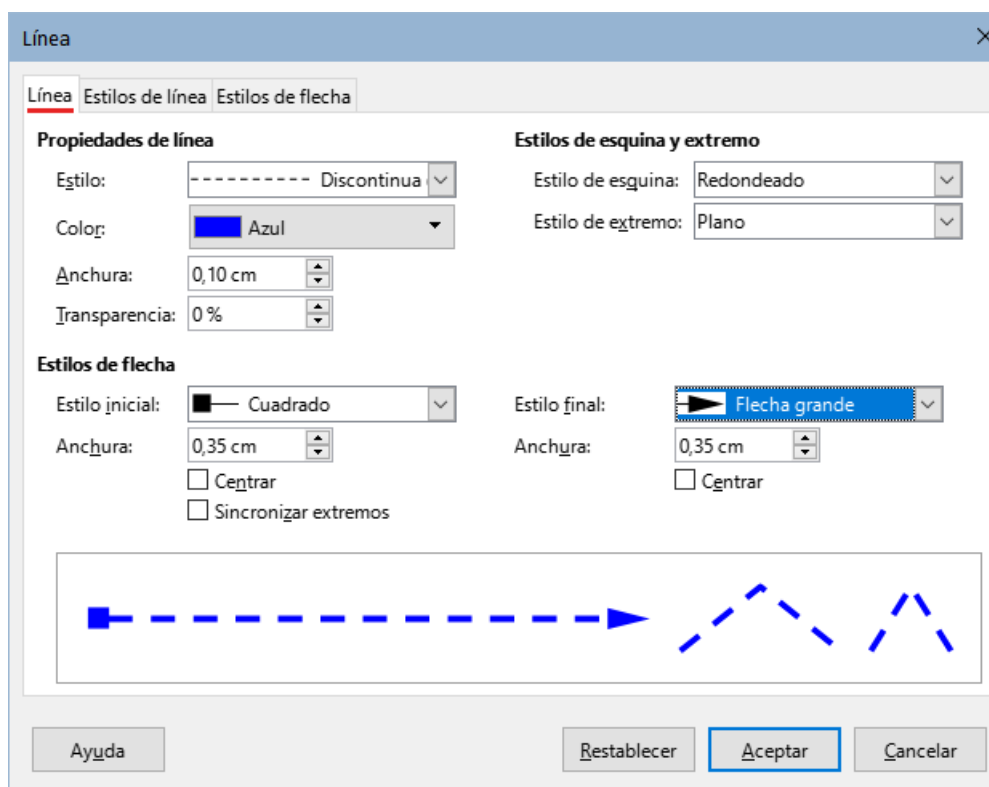 Línea
Línea Estilos de línea Estilos de flecha
Propiedades de línea
Estilo: Discontinua
Color: Azul
Anchura: 0,10 cm
Transparencia: 0 %
Estilos de esquina y extremo
Estilo de esquina: Redondeado
Estilo de extremo: Plano
Estilos de flecha
Estilo inicial: Cuadrado
Anchura: 0,35 cm
Centrar
Sincronizar extremos
Estilo final: Flecha grande
Anchura: 0,35 cm
Centrar
Ayuda Restablecer Aceptar Cancelar